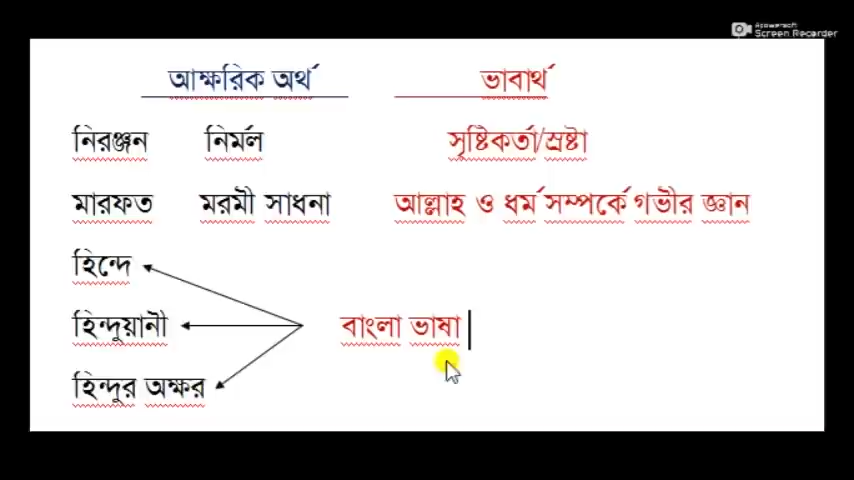 Apowersoft
Screen Recorder
আক্ষরিক অর্থ ভাবার্থ
নিরঞ্জন নির্মল সৃষ্টিকর্তা/স্রষ্টা
মারফত মরমী সাধনা আল্লাহ ও ধর্ম সম্পর্কে গভীর জ্ঞান
হিন্দে
হিন্দুয়ানী বাংলা ভাষা
হিন্দুর অক্ষর